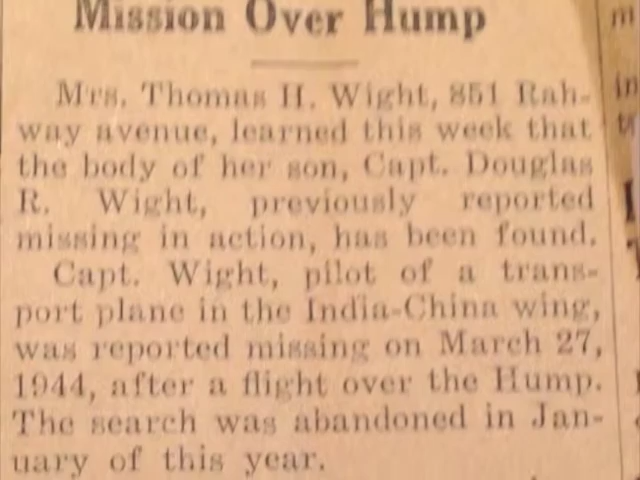 Mission Over Hump
Mrs. Thomas H. Wight, 851 Rah-
way avenue, learned this week that
the body of her son, Capt. Douglas
R. Wight, previously reported
missing in action, has been found.
Capt. Wight, pilot of a trans-
port plane in the India-China wing,
was reported missing on March 27,
1944, after a flight over the Hump.
The search was abandoned in Jan-
uary of this year.